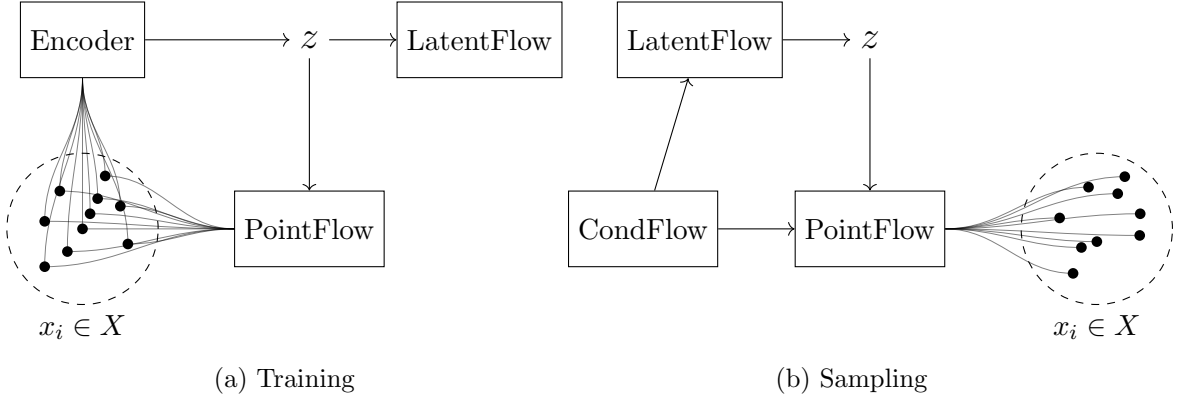 Encoder
z
LatentFlow
PointFlow
x_i ∈ X
(a) Training
LatentFlow
z
CondFlow
PointFlow
x_i ∈ X
(b) Sampling